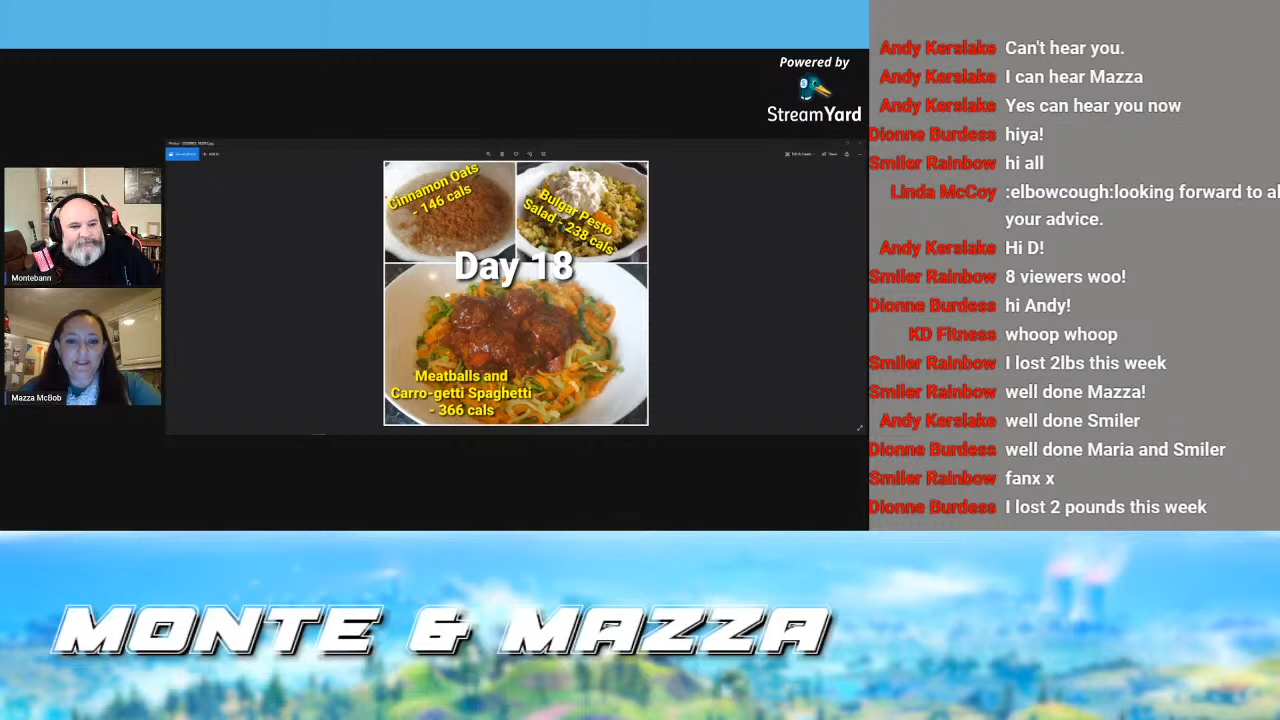 Powered by
StreamYard
Cinnamon Oats
- 146 cals
Bulgar Pesto
Salad - 238 cals
Day 18
Meatballs and
Carro-getti Spaghetti
- 366 cals
Montebann
Mazza McBob
Andy Kerslake Can't hear you.
Andy Kerslake I can hear Mazza
Andy Kerslake Yes can hear you now
Dionne Burdess hiya!
Smiler Rainbow hi all
Linda McCoy :elbowcough:looking forward to al
your advice.
Andy Kerslake Hi D!
Smiler Rainbow 8 viewers woo!
Dionne Burdess hi Andy!
KD Fitness whoop whoop
Smiler Rainbow I lost 2lbs this week
Smiler Rainbow well done Mazza!
Andy Kerslake well done Smiler
Dionne Burdess well done Maria and Smiler
Smiler Rainbow fanx x
Dionne Burdess I lost 2 pounds this week
MONTE & MAZZA